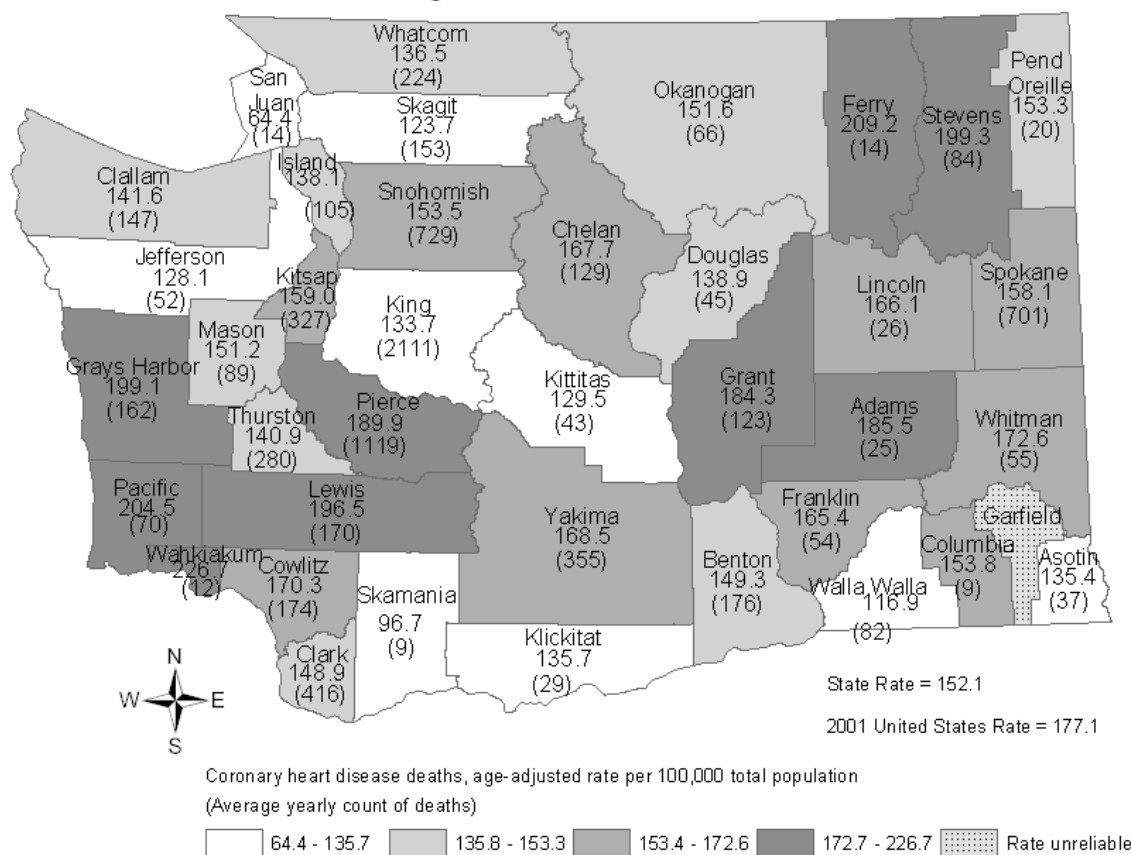 Whatcom
136.5
(224)
San
Juan
64.4
(14)
Skagit
123.7
(153)
Okanogan
151.6
(66)
Ferry
209.2
(14)
Stevens
199.3
(84)
Pend
Oreille
153.3
(20)
Clallam
141.6
(147)
Island
138.1
(105)
Snohomish
153.5
(729)
Chelan
167.7
(129)
Douglas
138.9
(45)
Jefferson
128.1
(52)
Kitsap
159.0
(327)
King
133.7
(2111)
Lincoln
166.1
(26)
Spokane
158.1
(701)
Mason
151.2
(89)
Grays Harbor
199.1
(162)
Thurston
140.9
(280)
Pierce
189.9
(1119)
Kittitas
129.5
(43)
Grant
184.3
(123)
Adams
185.5
(25)
Whitman
172.6
(55)
Pacific
204.5
(70)
Lewis
196.5
(170)
Yakima
168.5
(355)
Franklin
165.4
(54)
Garfield
Wahkiakum
226.7
(12)
Cowlitz
170.3
(174)
Skamania
96.7
(9)
Benton
149.3
(176)
Walla Walla
116.9
(82)
Columbia
153.8
(9)
Asotin
135.4
(37)
Clark
148.9
(416)
Klickitat
135.7
(29)
N
W
E
S
State Rate = 152.1
2001 United States Rate = 177.1
Coronary heart disease deaths, age-adjusted rate per 100,000 total population
(Average yearly count of deaths)
64.4 - 135.7 135.8 - 153.3 153.4 - 172.6 172.7 - 226.7 Rate unreliable